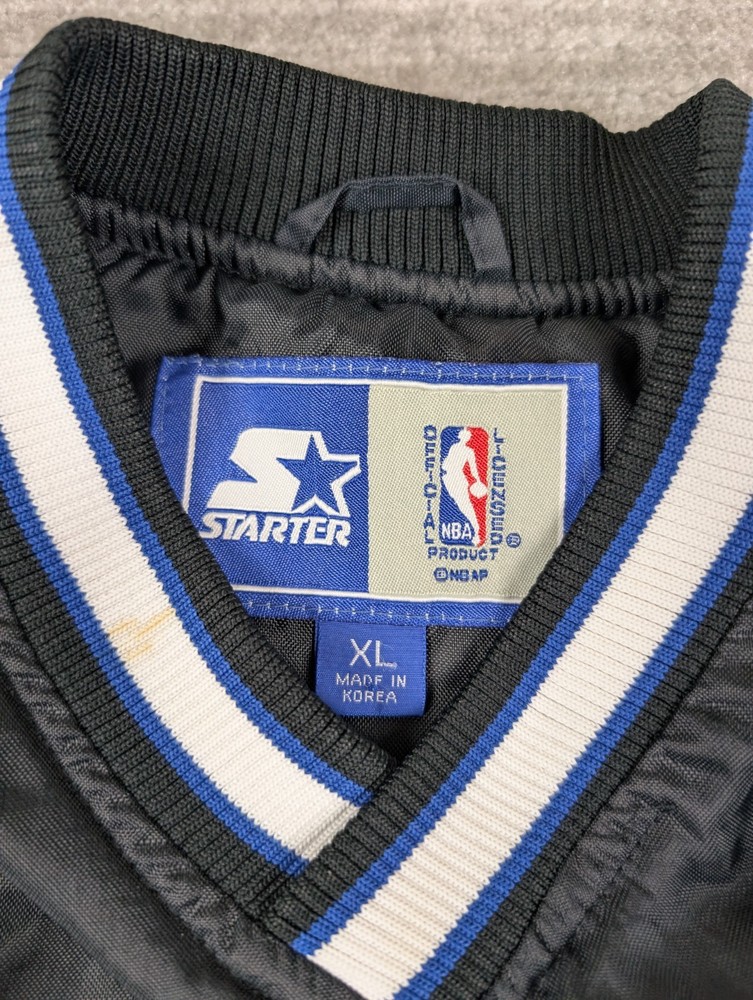 STARTER
OFFICIAL
LICENSED
NBA
PRODUCT
®
©NBAP
XL
MADE IN
KOREA